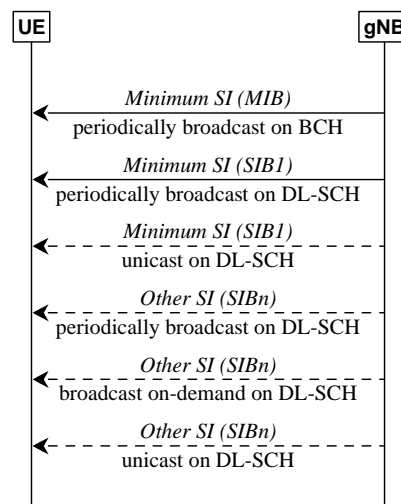 UE
gNB
Minimum SI (MIB)
periodically broadcast on BCH
Minimum SI (SIB1)
periodically broadcast on DL-SCH
Minimum SI (SIB1)
unicast on DL-SCH
Other SI (SIBn)
periodically broadcast on DL-SCH
Other SI (SIBn)
broadcast on-demand on DL-SCH
Other SI (SIBn)
unicast on DL-SCH